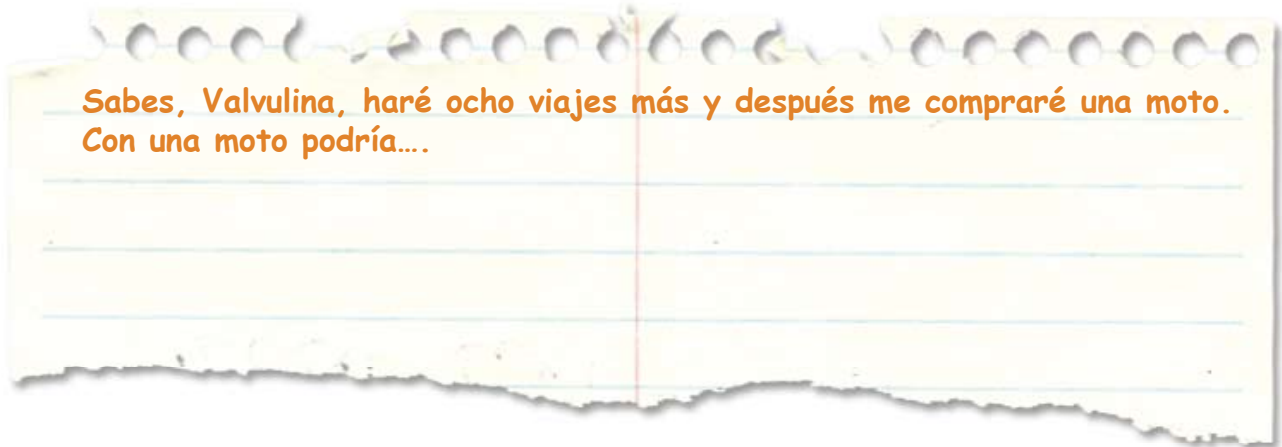 Sabes, Valvulina, haré ocho viajes más y después me compraré una moto.
Con una moto podría….